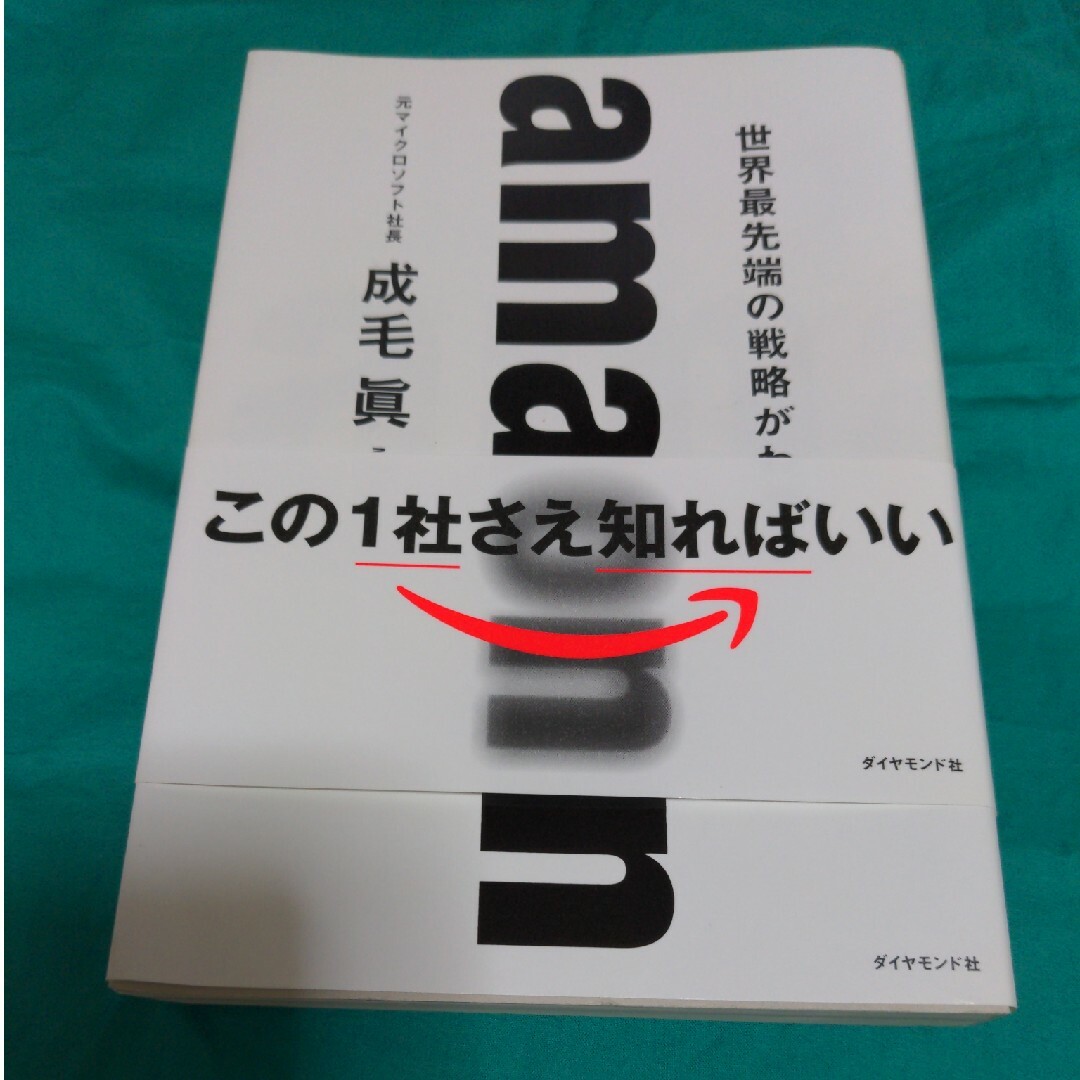 世界最先端の戦略が
amazon
元マイクロソフト社長
成毛 眞
この1社さえ知ればいい
ダイヤモンド社
ダイヤモンド社